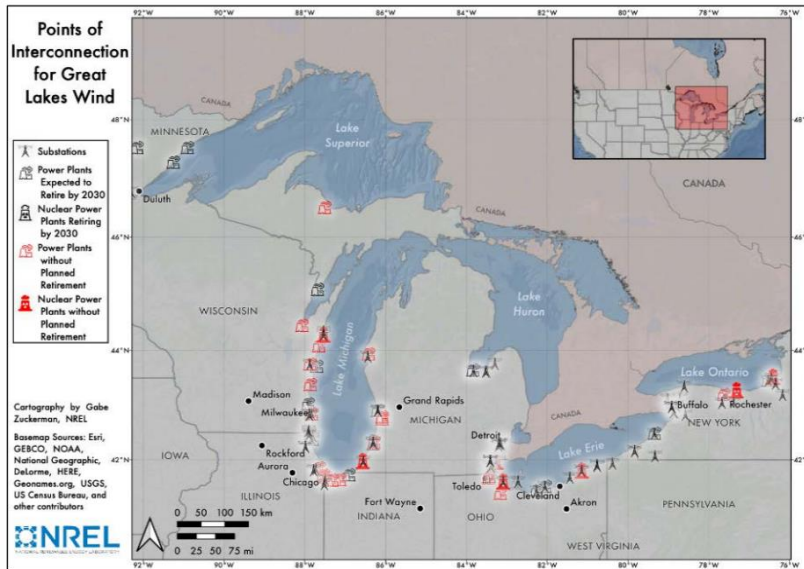 Points of
Interconnection
for Great
Lakes Wind
Substations
Power Plants
Expected to
Retire by 2030
Nuclear Power
Plants Retiring
by 2030
Power Plants
without
Planned
Retirement
Nuclear Power
Plants without
Planned
Retirement
Cartography by Gabe
Zuckerman, NREL
Basemap Sources: Esri,
GEBCO, NOAA,
National Geographic,
DeLorme, HERE,
Geonames.org, USGS,
US Census Bureau, and
other contributors
NREL
NATIONAL RENEWABLE ENERGY LABORATORY
92°W
90°W
88°W
86°W
84°W
82°W
80°W
78°W
76°W
48°N
46°N
44°N
42°N
CANADA
MINNESOTA
Lake
Superior
Duluth
CANADA
CANADA
WISCONSIN
Lake
Huron
Lake Michigan
Lake Ontario
Madison
Milwaukee
Grand Rapids
MICHIGAN
CANADA
Buffalo
Rochester
NEW YORK
Detroit
Lake Erie
IOWA
Rockford
Aurora
Chicago
Toledo
Cleveland
Akron
ILLINOIS
Fort Wayne
INDIANA
OHIO
PENNSYLVANIA
WEST VIRGINIA
0 50 100 150 km
0 25 50 75 mi